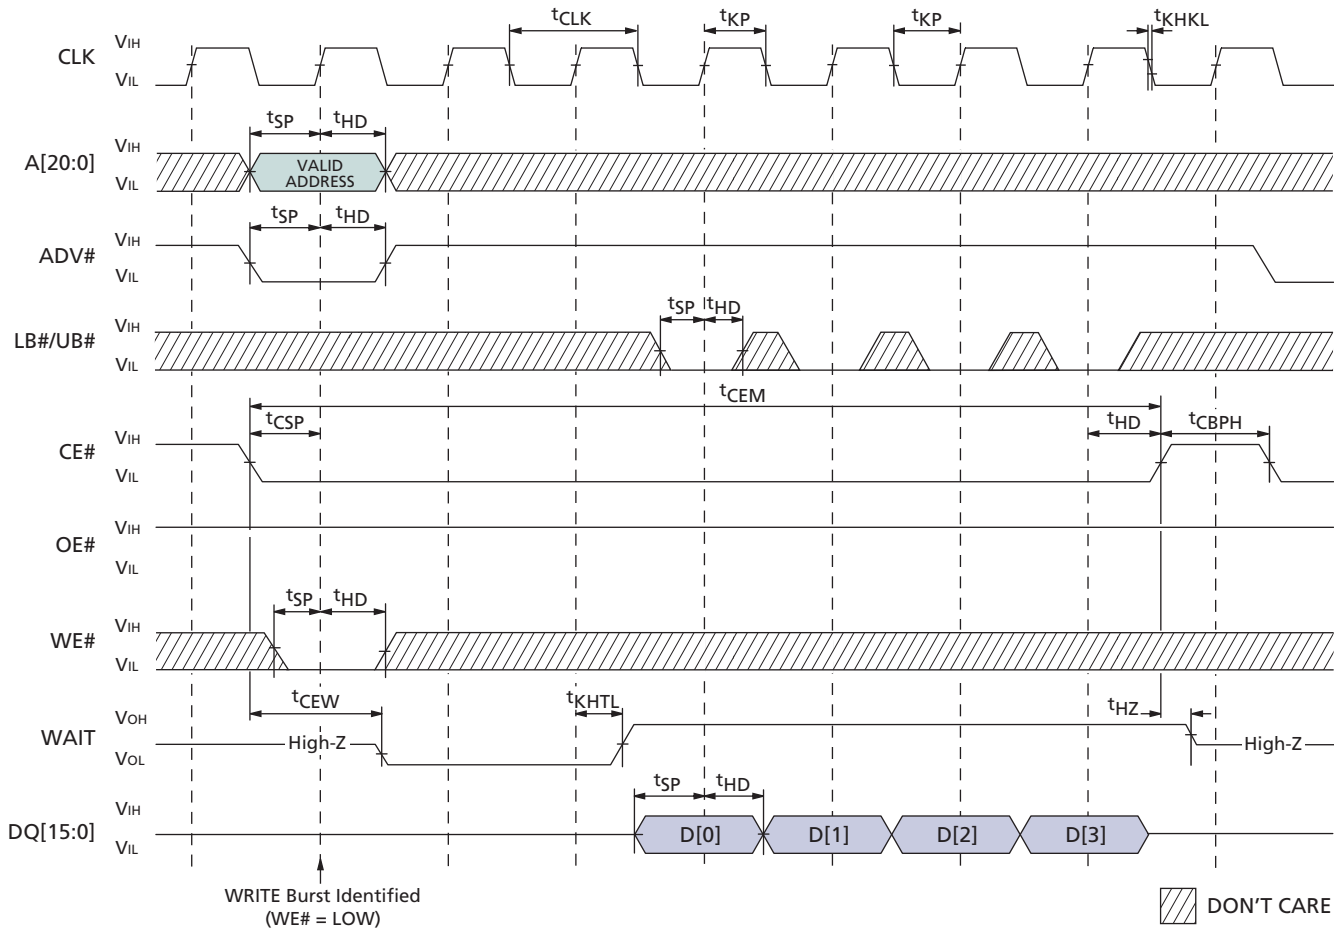 tCLK tKP tKP tKHKL
CLK VIH
VIL
tSP tHD
A[20:0] VIH
VIL
VALID
ADDRESS
tSP tHD
ADV# VIH
VIL
tSP tHD
LB#/UB# VIH
VIL
tCEM
tCSP tHD tCBPH
CE# VIH
VIL
OE# VIH
VIL
tSP tHD
WE# VIH
VIL
tCEW tKHTL tHZ
WAIT VOH
VOL
High-Z High-Z
tSP tHD
DQ[15:0] VIH
VIL
D[0] D[1] D[2] D[3]
WRITE Burst Identified
(WE# = LOW)
DON'T CARE